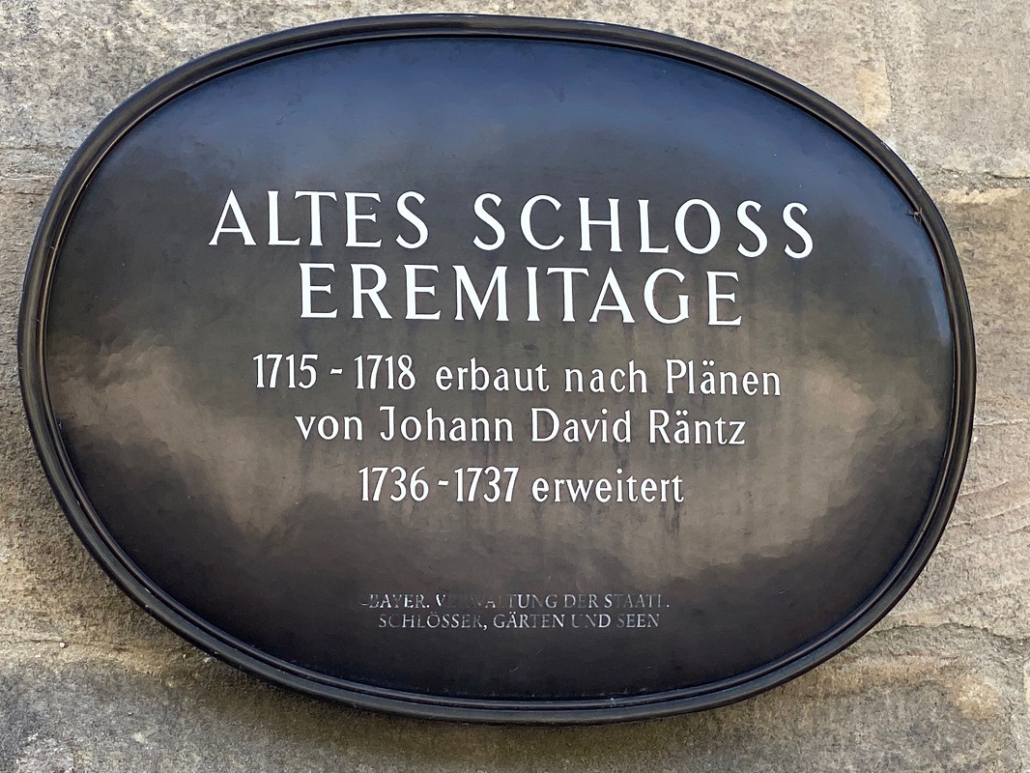 ALTES SCHLOSS
EREMITAGE
1715 - 1718 erbaut nach Plänen
von Johann David Räntz
1736 - 1737 erweitert
BAYER. VERWALTUNG DER STAATL.
SCHLÖSSER, GÄRTEN UND SEEN